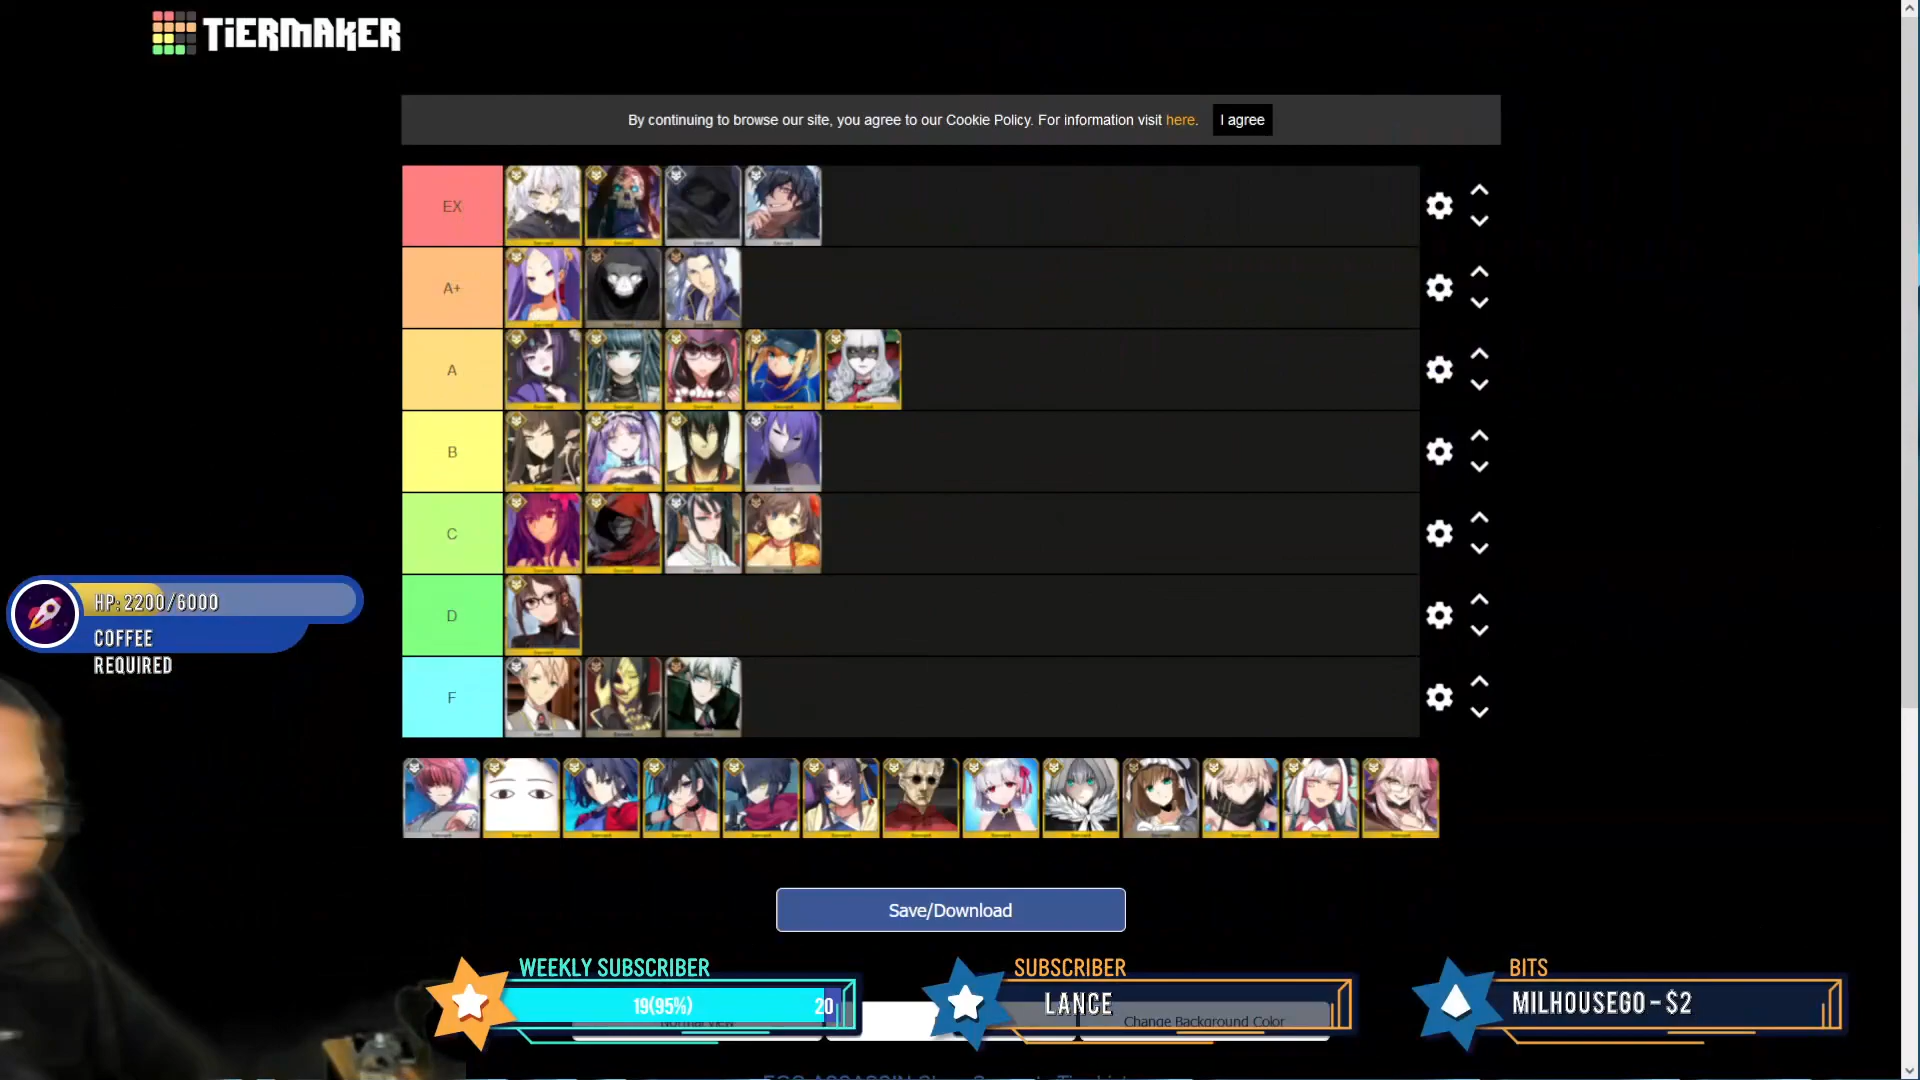 TIERMAKER
By continuing to browse our site, you agree to our Cookie Policy. For information visit here. I agree
EX
A+
A
B
C
D
F
HP: 2200/6000
COFFEE
REQUIRED
Save/Download
WEEKLY SUBSCRIBER
19(95%) 20
SUBSCRIBER
LANCE
BITS
MILHOUSEGO - $2
Change Background Color